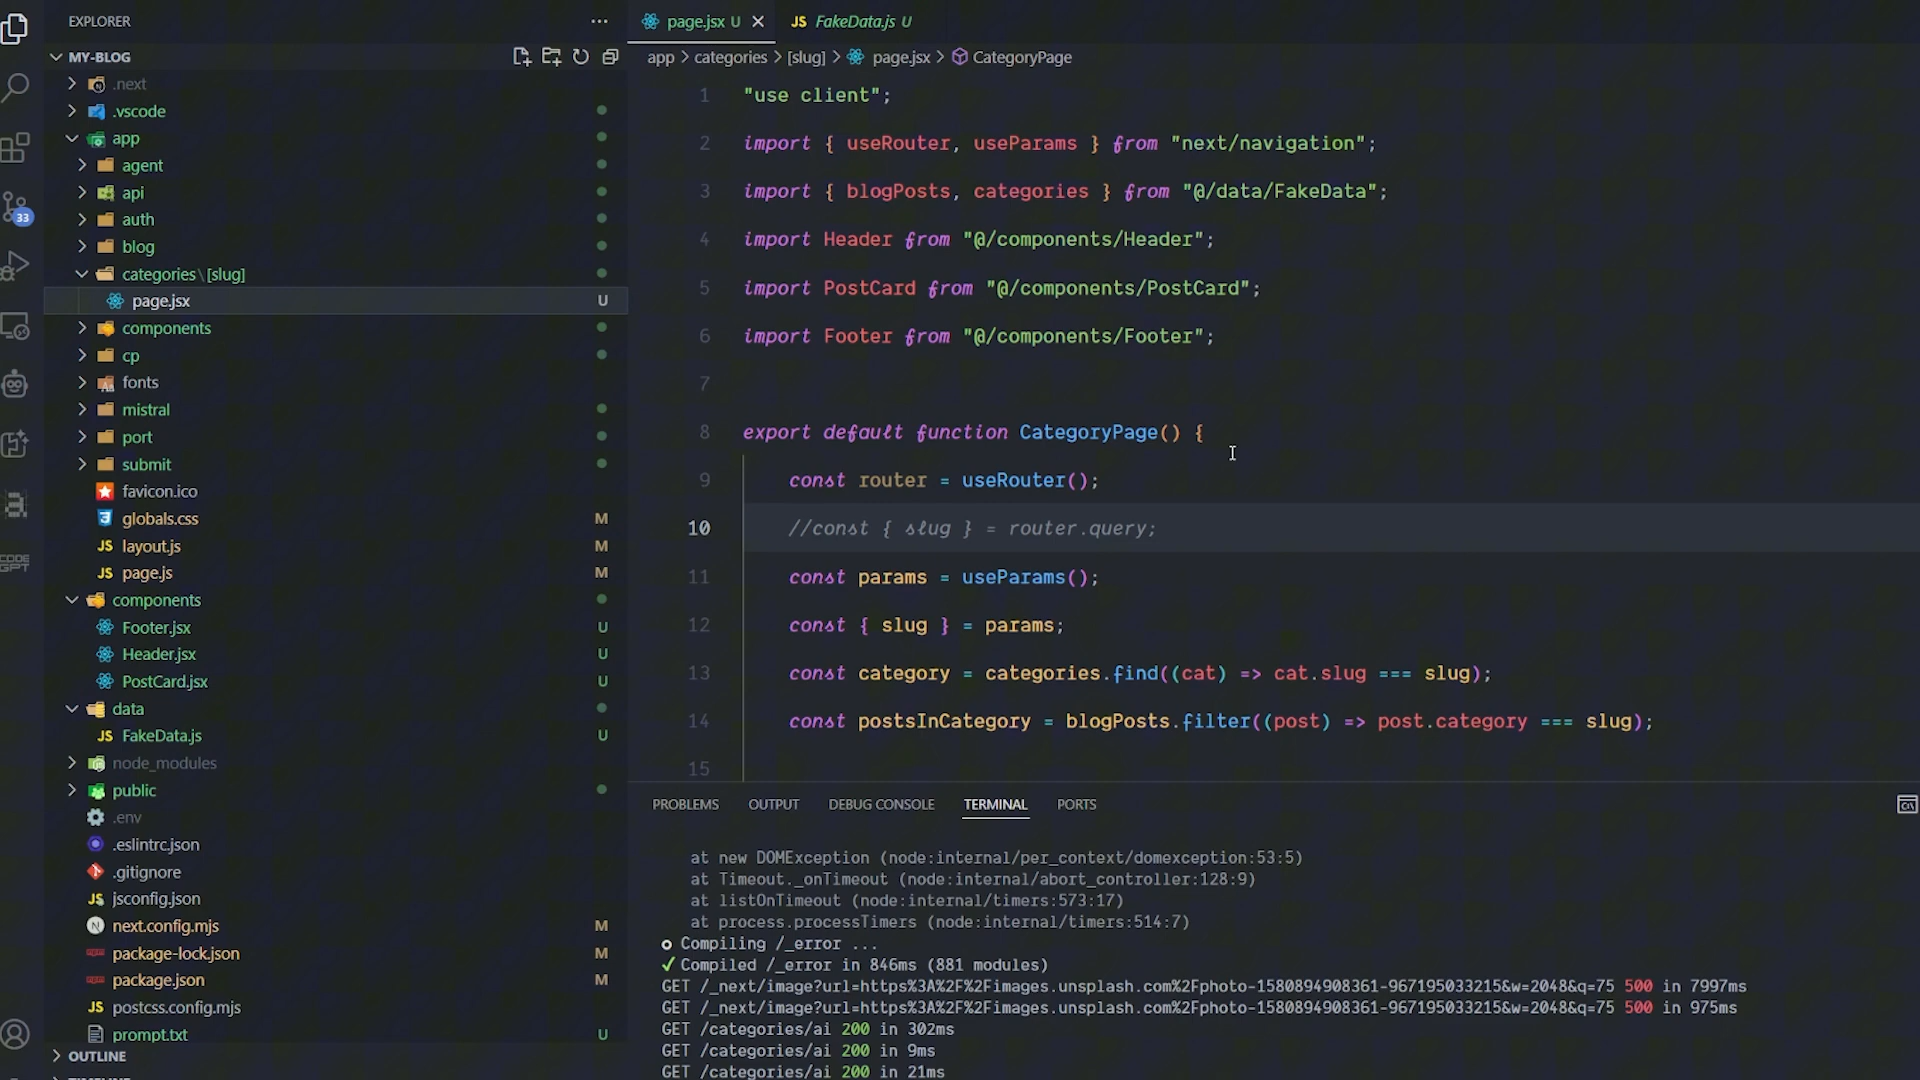 EXPLORER
MY-BLOG
.next
.vscode
app
agent
api
auth
blog
categories\[slug]
page.jsx U
components
cp
fonts
mistral
port
submit
favicon.ico
globals.css M
layout.js M
page.js M
components
Footer.jsx U
Header.jsx U
PostCard.jsx U
data
FakeData.js U
node_modules
public
.env
.eslintrc.json
.gitignore
jsconfig.json
next.config.mjs M
package-lock.json M
package.json M
postcss.config.mjs
prompt.txt U
OUTLINE
33
CODE
GPT
page.jsx U
JS FakeData.js U
app > categories > [slug] > page.jsx > CategoryPage
1 "use client";
2 import { useRouter, useParams } from "next/navigation";
3 import { blogPosts, categories } from "@/data/FakeData";
4 import Header from "@/components/Header";
5 import PostCard from "@/components/PostCard";
6 import Footer from "@/components/Footer";
7
8 export default function CategoryPage() {
9 const router = useRouter();
10 //const { slug } = router.query;
11 const params = useParams();
12 const { slug } = params;
13 const category = categories.find((cat) => cat.slug === slug);
14 const postsInCategory = blogPosts.filter((post) => post.category === slug);
15
PROBLEMS OUTPUT DEBUG CONSOLE TERMINAL PORTS
at new DOMException (node:internal/per_context/domexception:53:5)
at Timeout._onTimeout (node:internal/abort_controller:128:9)
at listOnTimeout (node:internal/timers:573:17)
at process.processTimers (node:internal/timers:514:7)
○ Compiling /_error ...
✓ Compiled /_error in 846ms (881 modules)
GET /_next/image?url=https%3A%2F%2Fimages.unsplash.com%2Fphoto-1580894908361-967195033215&w=2048&q=75 500 in 7997ms
GET /_next/image?url=https%3A%2F%2Fimages.unsplash.com%2Fphoto-1580894908361-967195033215&w=2048&q=75 500 in 975ms
GET /categories/ai 200 in 302ms
GET /categories/ai 200 in 9ms
GET /categories/ai 200 in 21ms